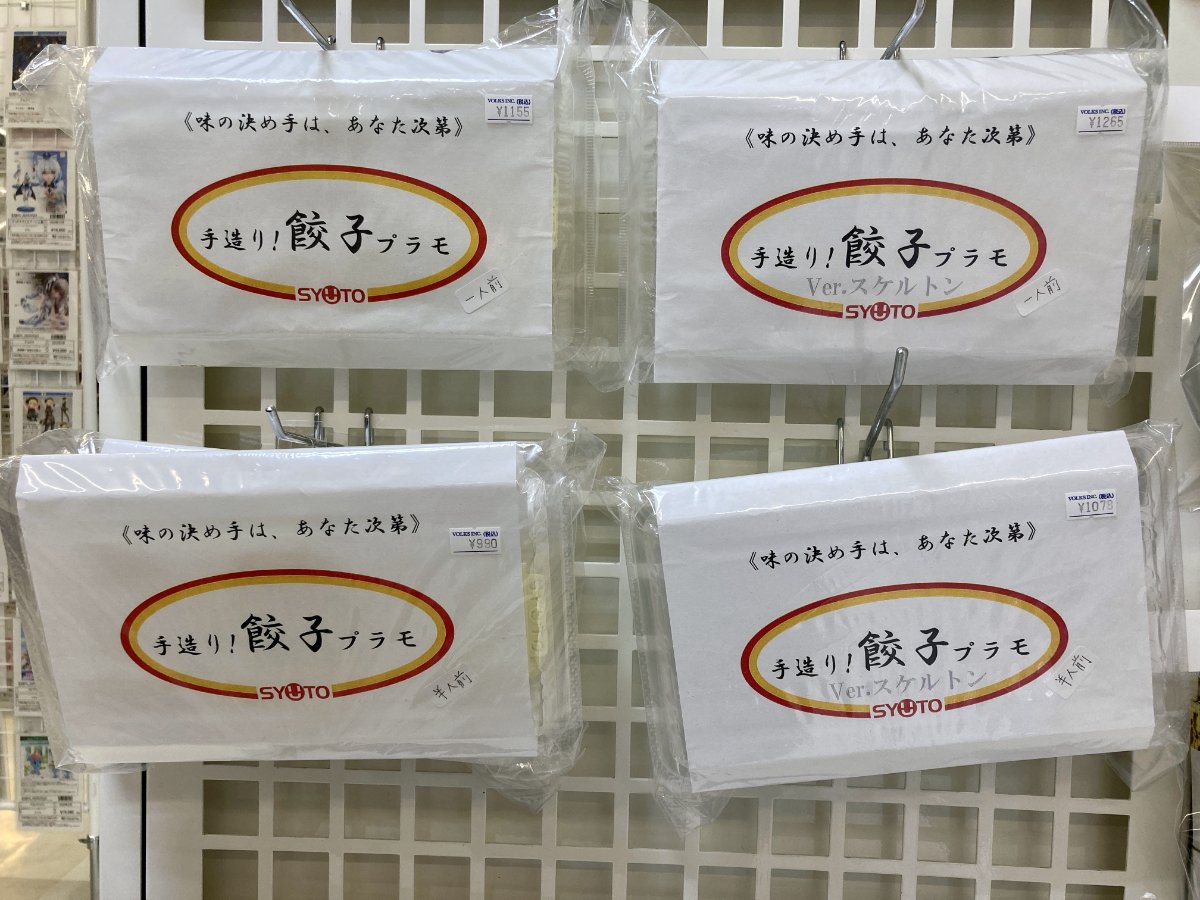 VOLKS INC. (税込)
¥1155
《味の決め手は、あなた次第》
手造り!餃子プラモ
SYUTO
一人前
VOLKS INC. (税込)
¥1265
《味の決め手は、あなた次第》
手造り!餃子プラモ
Ver.スケルトン
SYUTO
一人前
VOLKS INC. (税込)
¥990
《味の決め手は、あなた次第》
手造り!餃子プラモ
SYUTO
半人前
VOLKS INC. (税込)
¥1078
《味の決め手は、あなた次第》
手造り!餃子プラモ
Ver.スケルトン
SYUTO
半人前